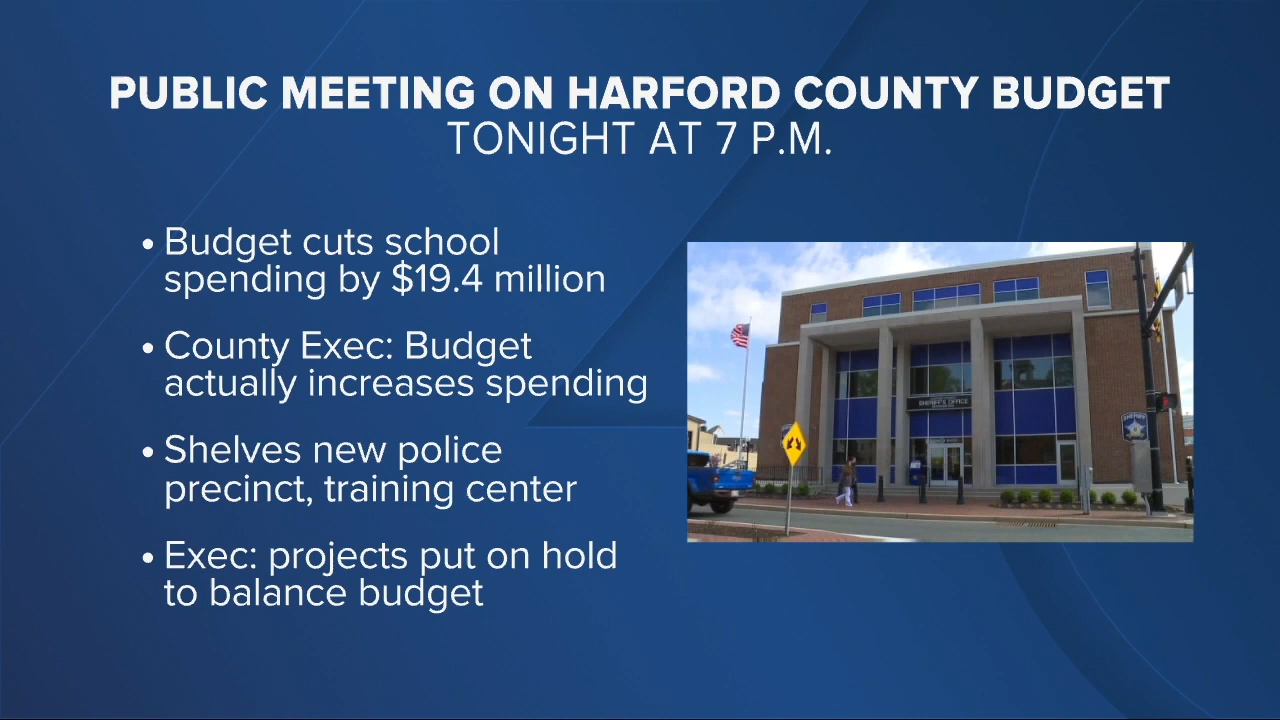 PUBLIC MEETING ON HARFORD COUNTY BUDGET
TONIGHT AT 7 P.M.
• Budget cuts school
spending by $19.4 million
• County Exec: Budget
actually increases spending
• Shelves new police
precinct, training center
• Exec: projects put on hold
to balance budget
SHERIFF'S OFFICE
SHERIFF